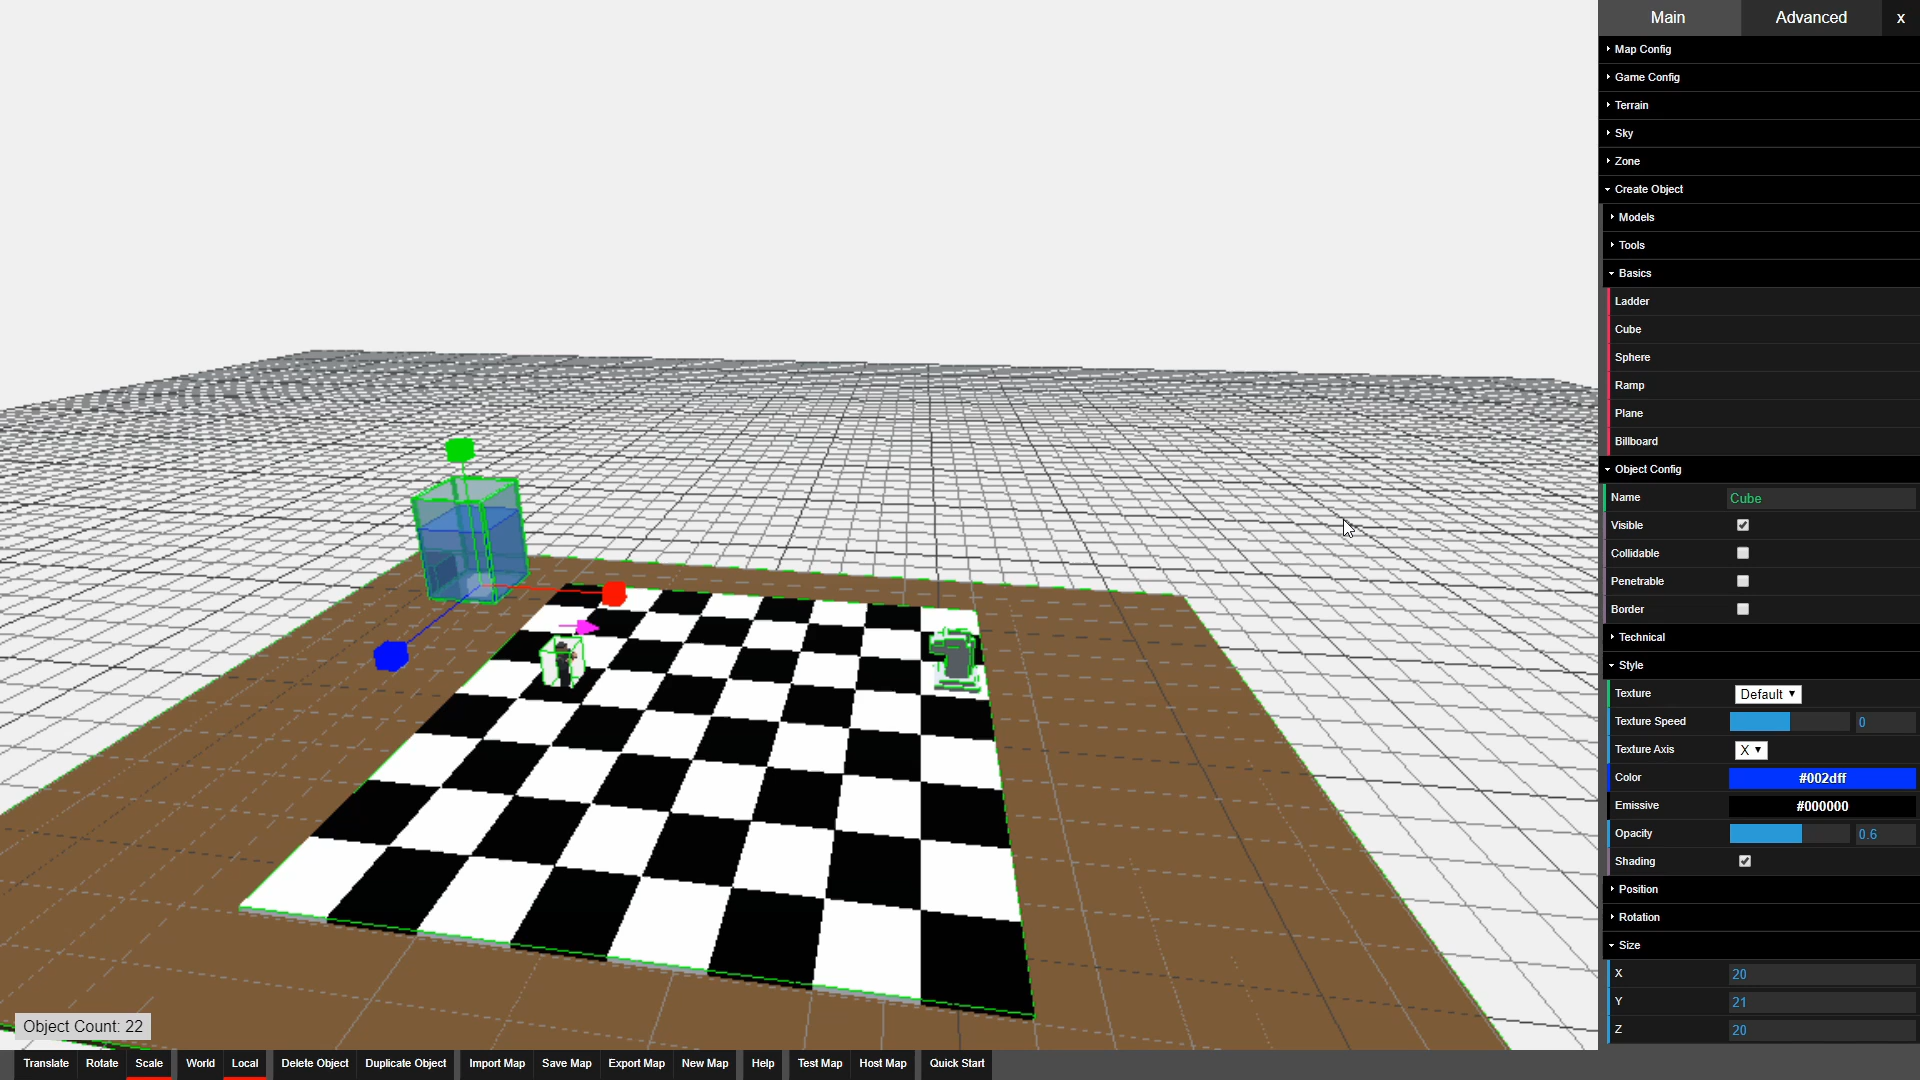 Main Advanced X
Map Config
Game Config
Terrain
Sky
Zone
Create Object
Models
Tools
Basics
Ladder
Cube
Sphere
Ramp
Plane
Billboard
Object Config
Name Cube
Visible
Collidable
Penetrable
Border
Technical
Style
Texture Default
Texture Speed 0
Texture Axis X
Color #002dff
Emissive #000000
Opacity 0.6
Shading
Position
Rotation
Size
X 20
Y 21
Z 20
Object Count: 22
Translate Rotate Scale World Local Delete Object Duplicate Object Import Map Save Map Export Map New Map Help Test Map Host Map Quick Start